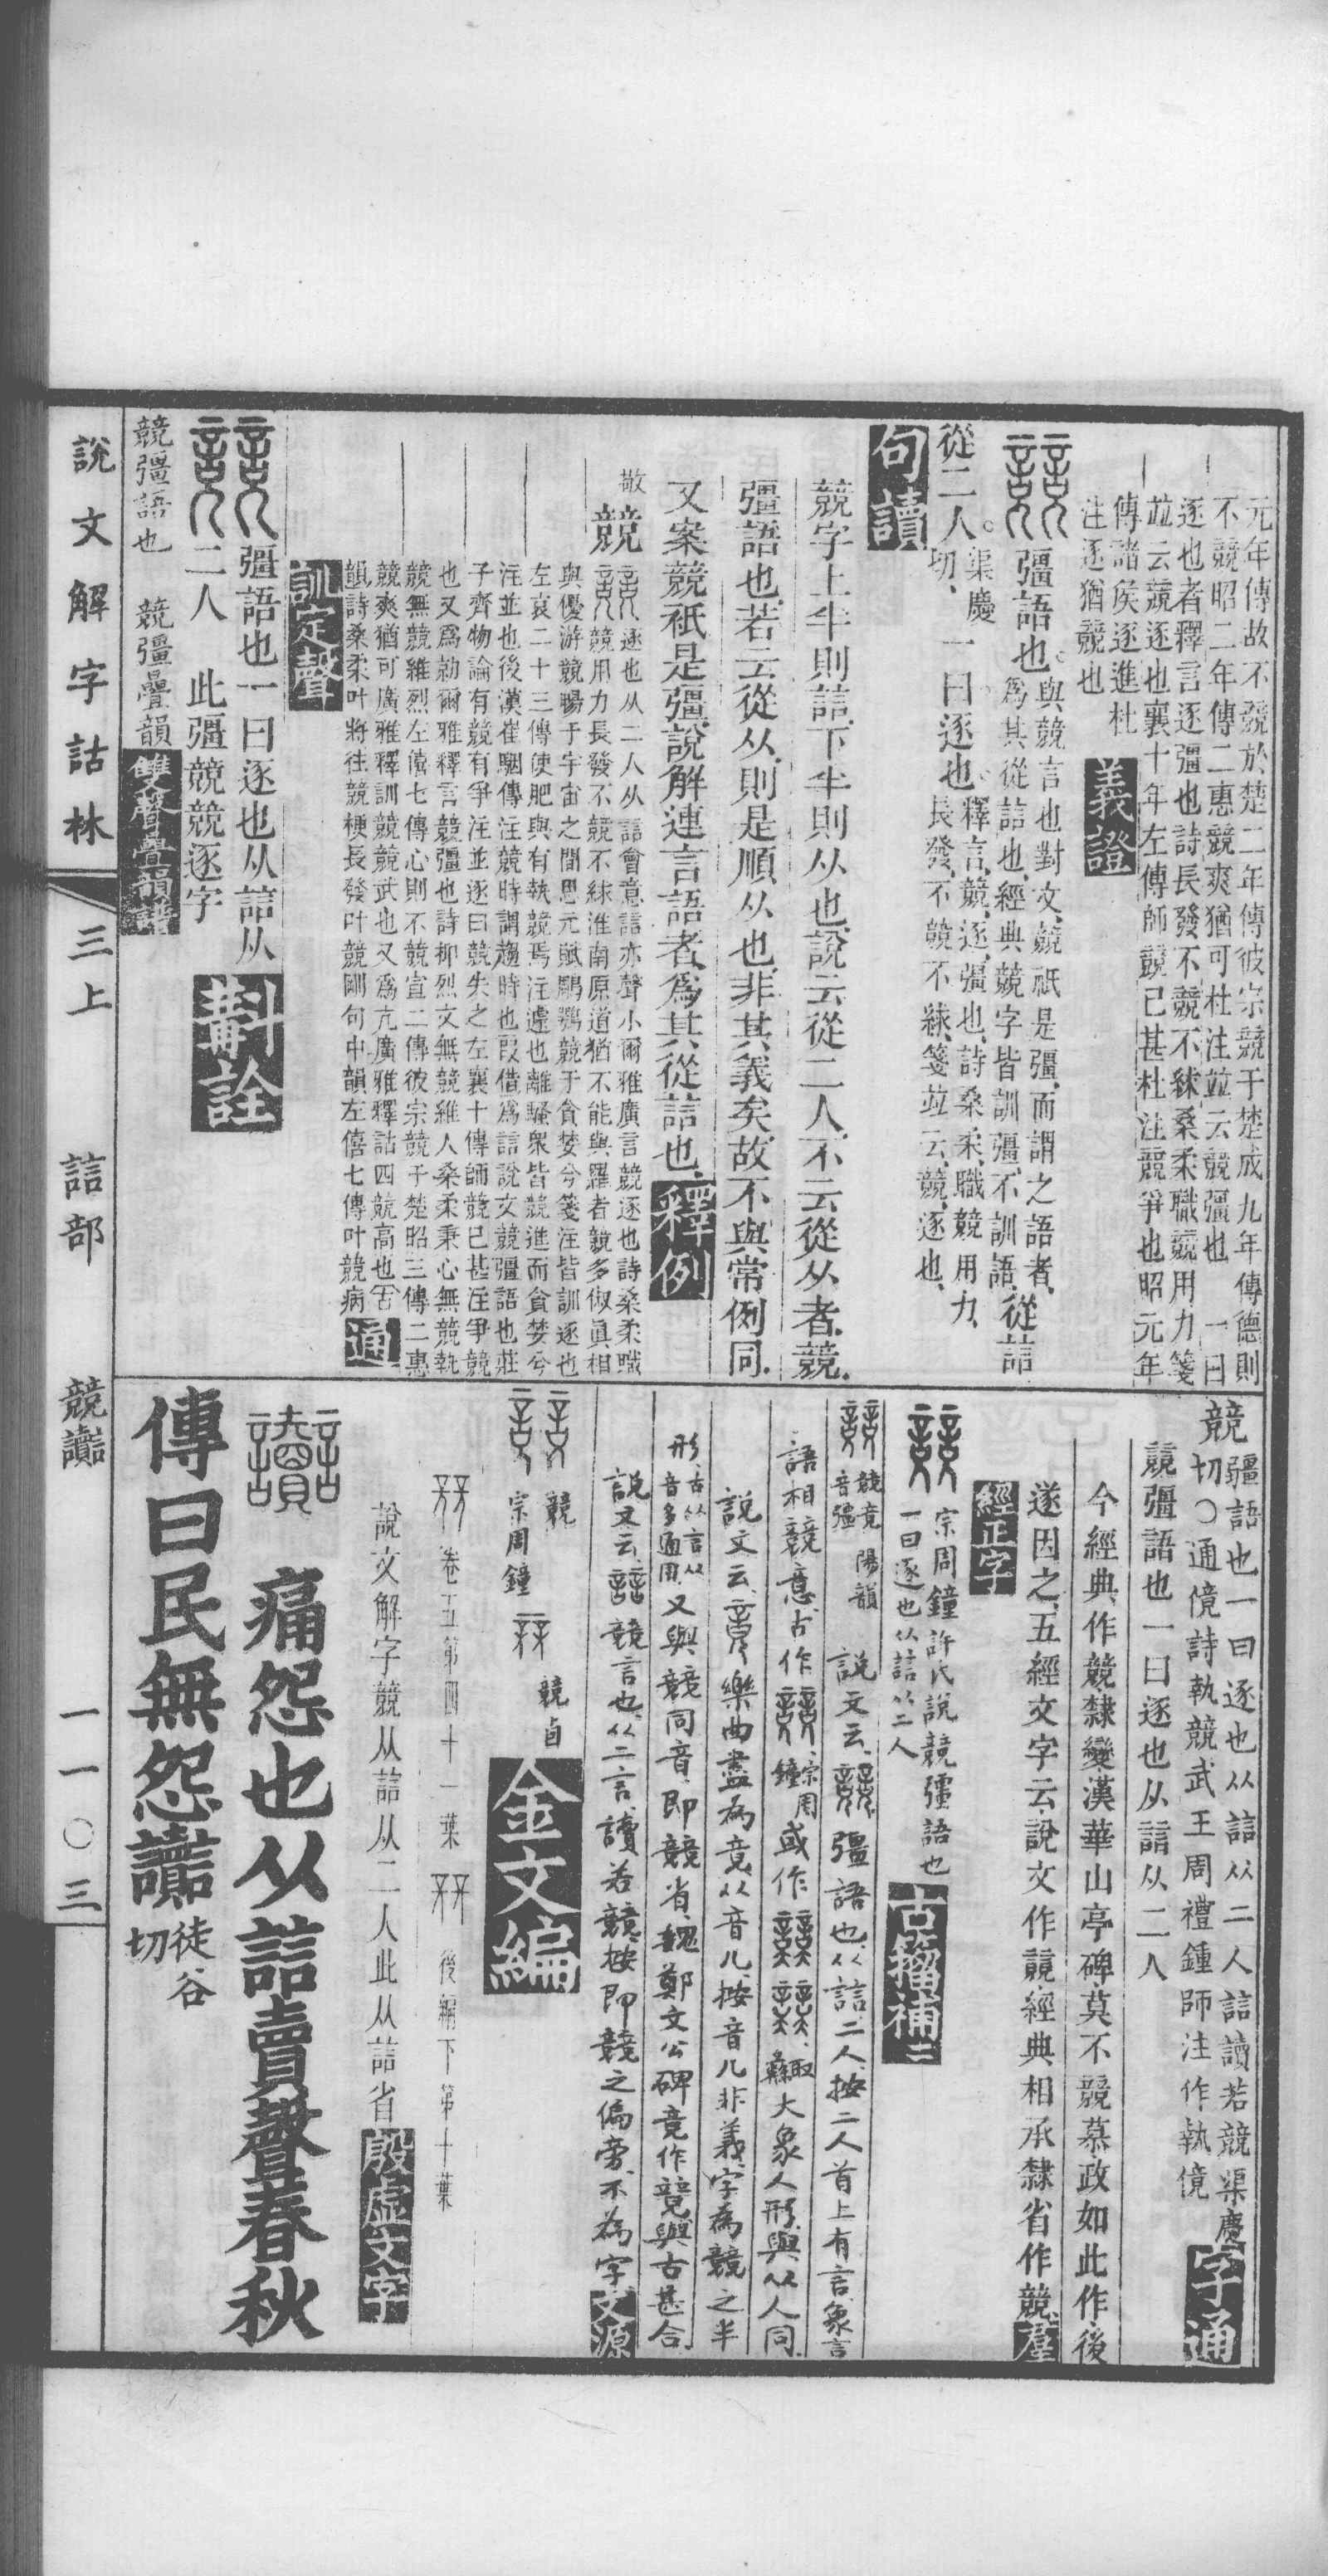 元年傳故不競於楚二年傳彼宗競于楚成九年傳德則
不競昭二年傳二惠競爽猶可杜注竝云競彊也　一曰
逐也者釋言逐彊也詩長發不競不絿桑柔職競用力箋
竝云競逐也襄十年左傳師競已甚杜注競爭也昭元年
傳諸侯逐進杜
注逐猶競也
義證
彊語也。與競言也對文、競祇是彊、而謂之語者、
爲其從誩也、經典競字皆訓彊、不訓語、從誩
從二人。渠慶切、一曰逐也、釋言、競、逐、彊也、詩桑柔、職競用力、
長發、不競不絿、箋竝云、競、逐也、
句讀
競字上半則誩、下半則从也、說云從二人、不云從从者、競、
彊語也、若云從从、則是順从也、非其義矣、故不與常例同、
又案競祇是彊、說解連言語者、爲其從誩也、
釋例
競　逐也从二人从誩會意誩亦聲小爾雅廣言競逐也詩桑柔職
敬　競用力長發不競不絿淮南原道猶不能與羅者競多俶眞相
與優游競暢于宇宙之間思元賦鵰鶚競于貪婪兮箋注皆訓逐也
左哀二十三傳使肥與有執競焉注遽也離騷衆皆競進而貪婪兮
注並也後漢崔駰傳注競時謂趨時也叚借爲誩說文競彊語也莊
子齊物論有競有爭注並逐曰競失之左襄十傳師競已甚注爭競
也又爲勍爾雅釋言競彊也詩抑烈文無競維人桑柔秉心無競執
競無競維烈左僖七傳心則不競宣二傳彼宗競于楚昭三傳二惠
競爽猶可廣雅釋訓競競武也又爲亢廣雅釋詁四競高也古
韻詩桑柔叶將往競梗長發叶競剛句中韻左僖七傳叶競病
通訓定聲
彊語也一曰逐也从誩从
二人　此彊競競逐字
斠詮
競彊語也　競彊疊韻
雙聲疊韻譜
說文解字詁林　三上　誩部　競讟　一一〇三
競彊語也一曰逐也从誩从二人誩讀若競渠慶
切〇通傹詩執競武王周禮鍾師注作執傹
字通
競彊語也一曰逐也从誩从二人
今經典作競隸變漢華山亭碑莫不競慕政如此作後
遂因之、五經文字云、說文作競、經典相承隸省作競、
羣經正字
宗周鐘許氏說競彊語也
一曰逐也从誩从二人
古籀補二
競競音彊陽韻　說文云、彊語也、从誩、二人、按二人首上有言、象言
語相競意、古作宗周鐘、或作取䵼、大象人形、與从人同、
說文云、樂曲盡爲竟、从音儿、按音儿非義、字爲競之半
形、古从言从音多通用、又與競同音、即競省、魏鄭文公碑竟作竸、與古甚合、
說文云誩競言也、从二言、讀若競、按即競之偏旁、不爲字
文源
競宗周鐘　競卣
金文編
卷五第四十一葉　後編下第十葉
說文解字競从誩从二人此从誩省
殷虛文字
讟　痛怨也从誩賣聲春秋
傳曰民無怨讟徒谷切